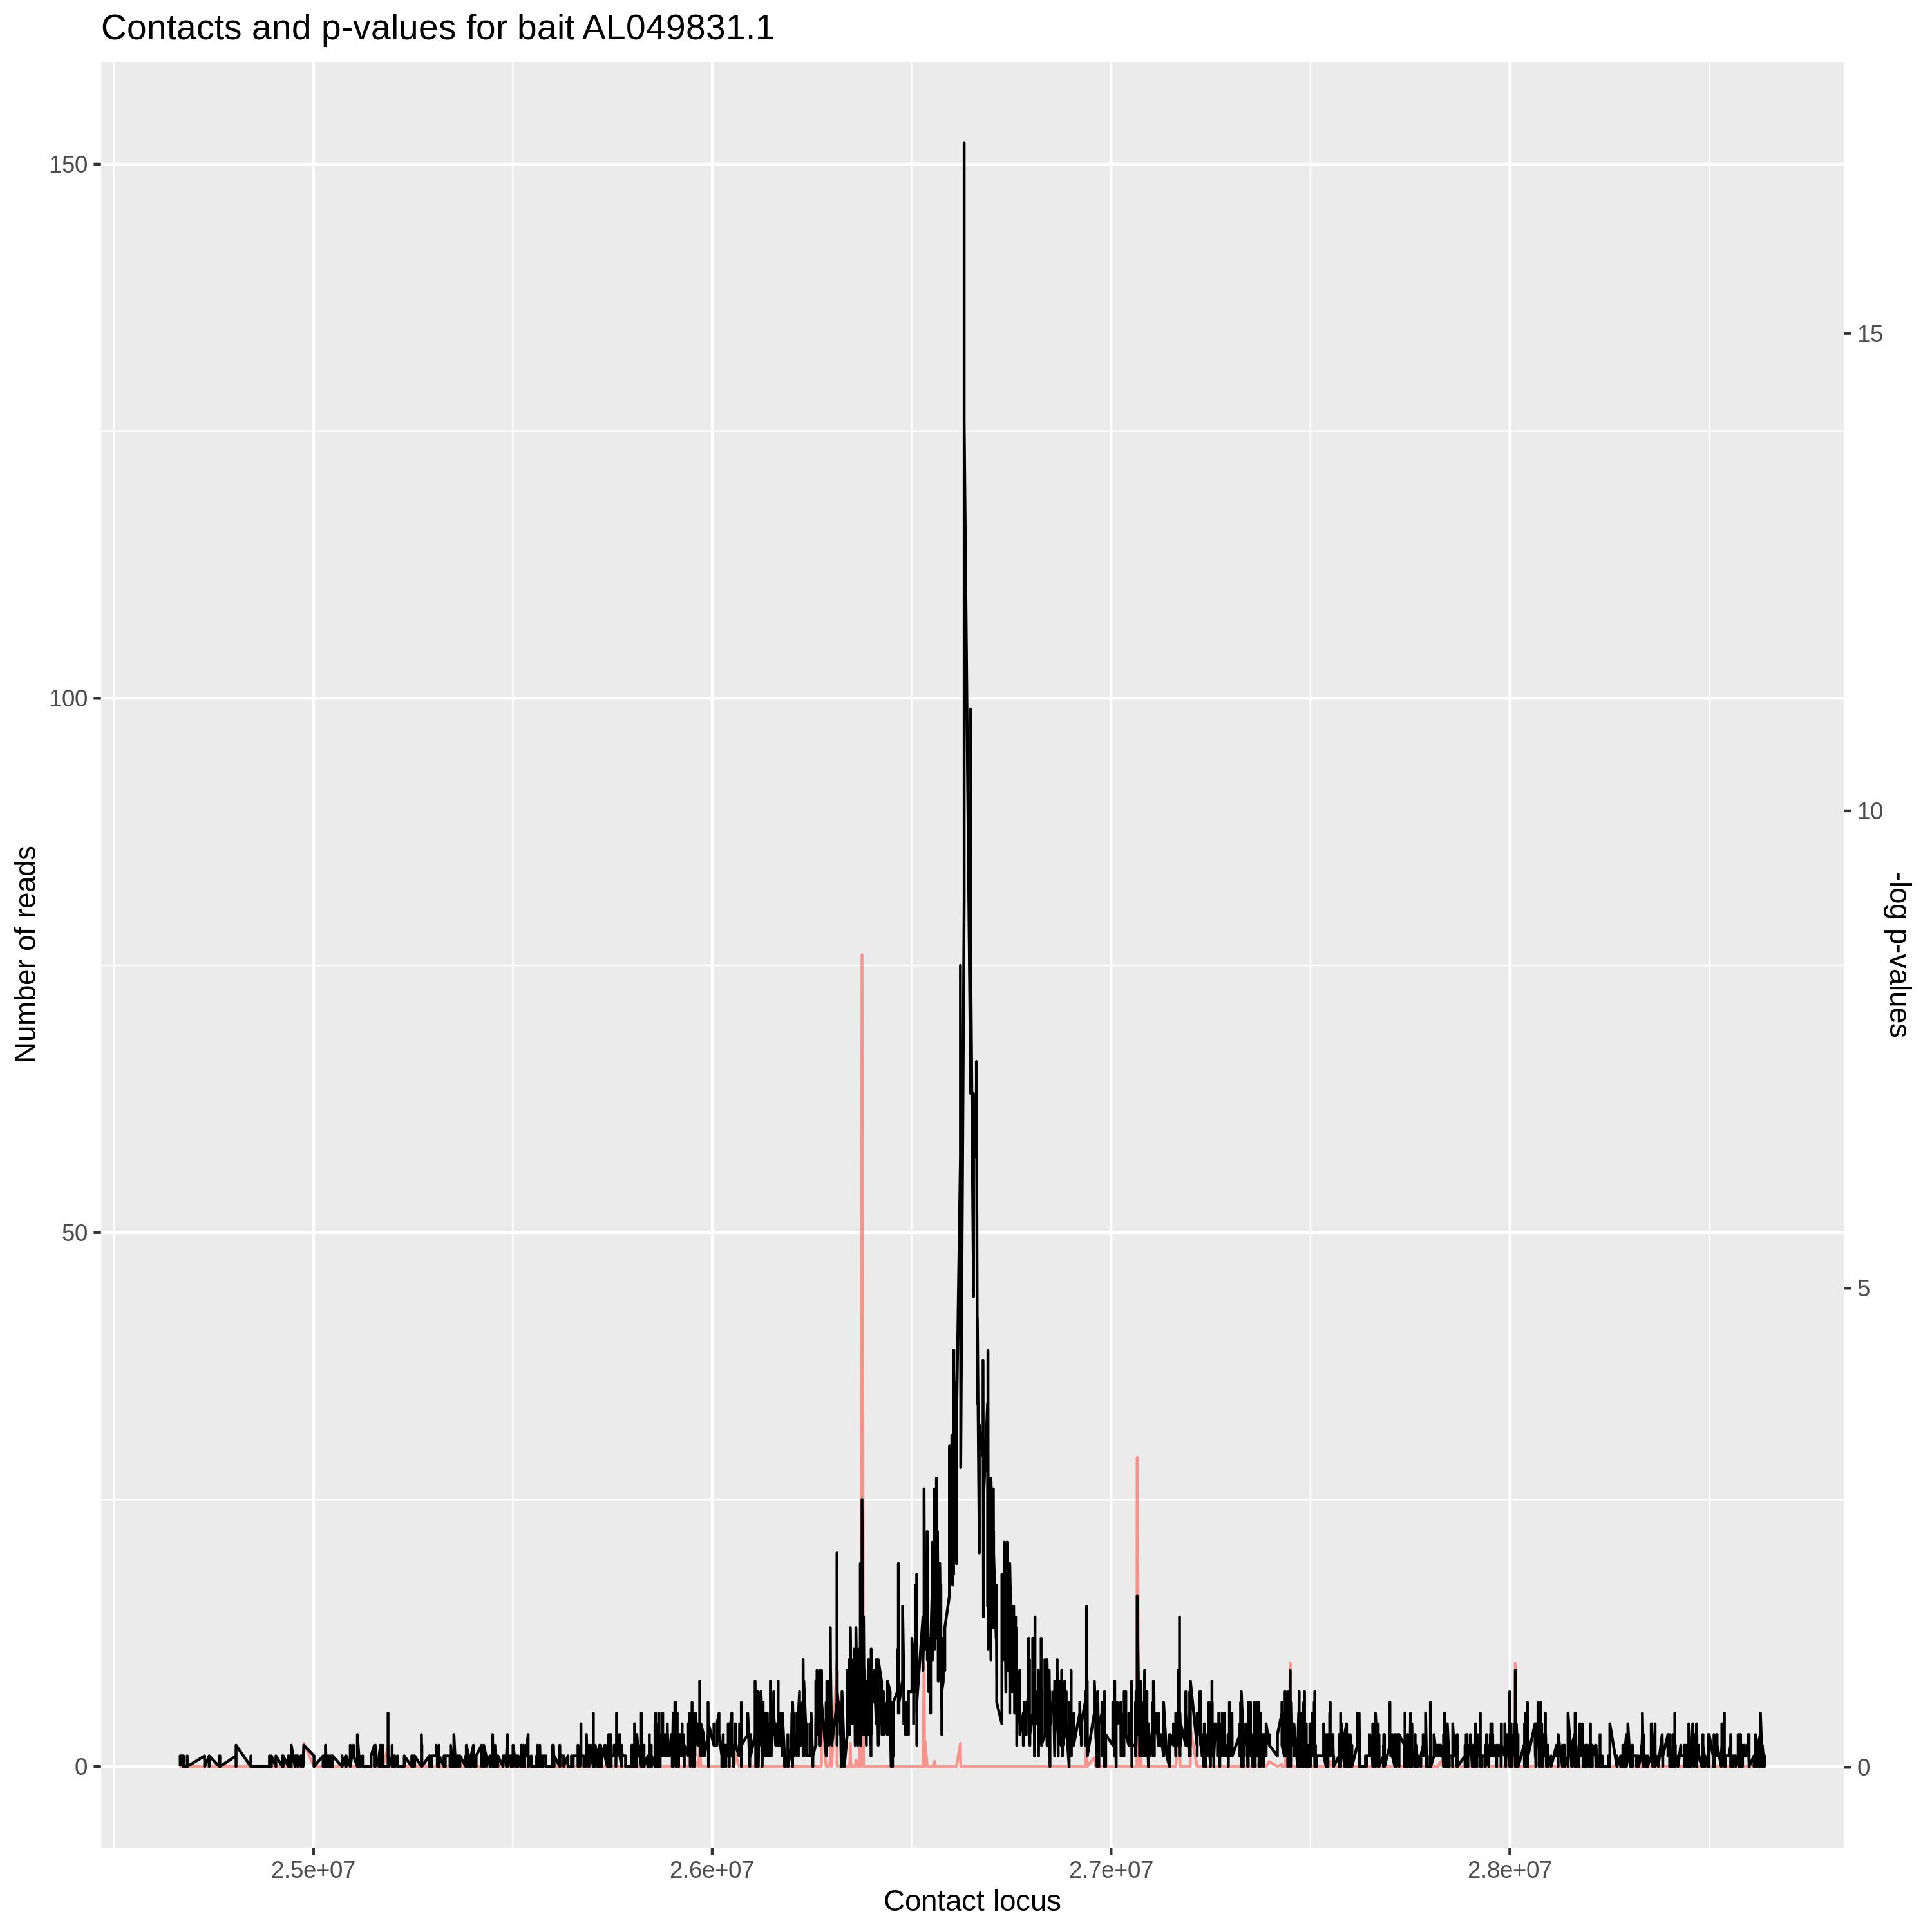 Contacts and p-values for bait AL049831.1
150
100
50
0
Number of reads
15
10
5
0
-log p-values
2.5e+07
2.6e+07
2.7e+07
2.8e+07
Contact locus